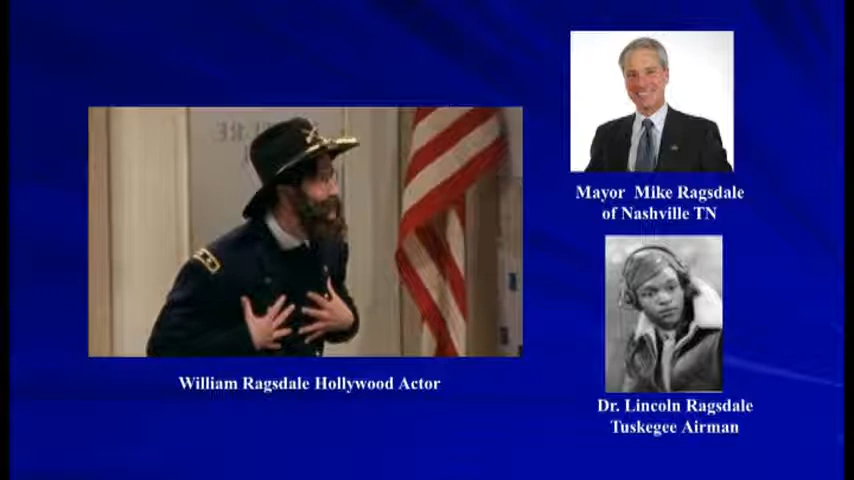 Mayor Mike Ragsdale
of Nashville TN
William Ragsdale Hollywood Actor
Dr. Lincoln Ragsdale
Tuskegee Airman